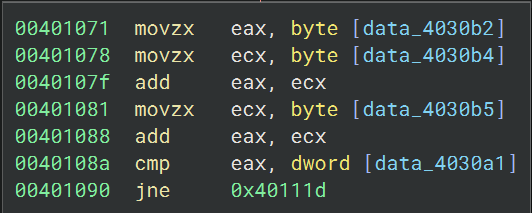 00401071 movzx eax, byte [data_4030b2]
00401078 movzx ecx, byte [data_4030b4]
0040107f add eax, ecx
00401081 movzx ecx, byte [data_4030b5]
00401088 add eax, ecx
0040108a cmp eax, dword [data_4030a1]
00401090 jne 0x40111d